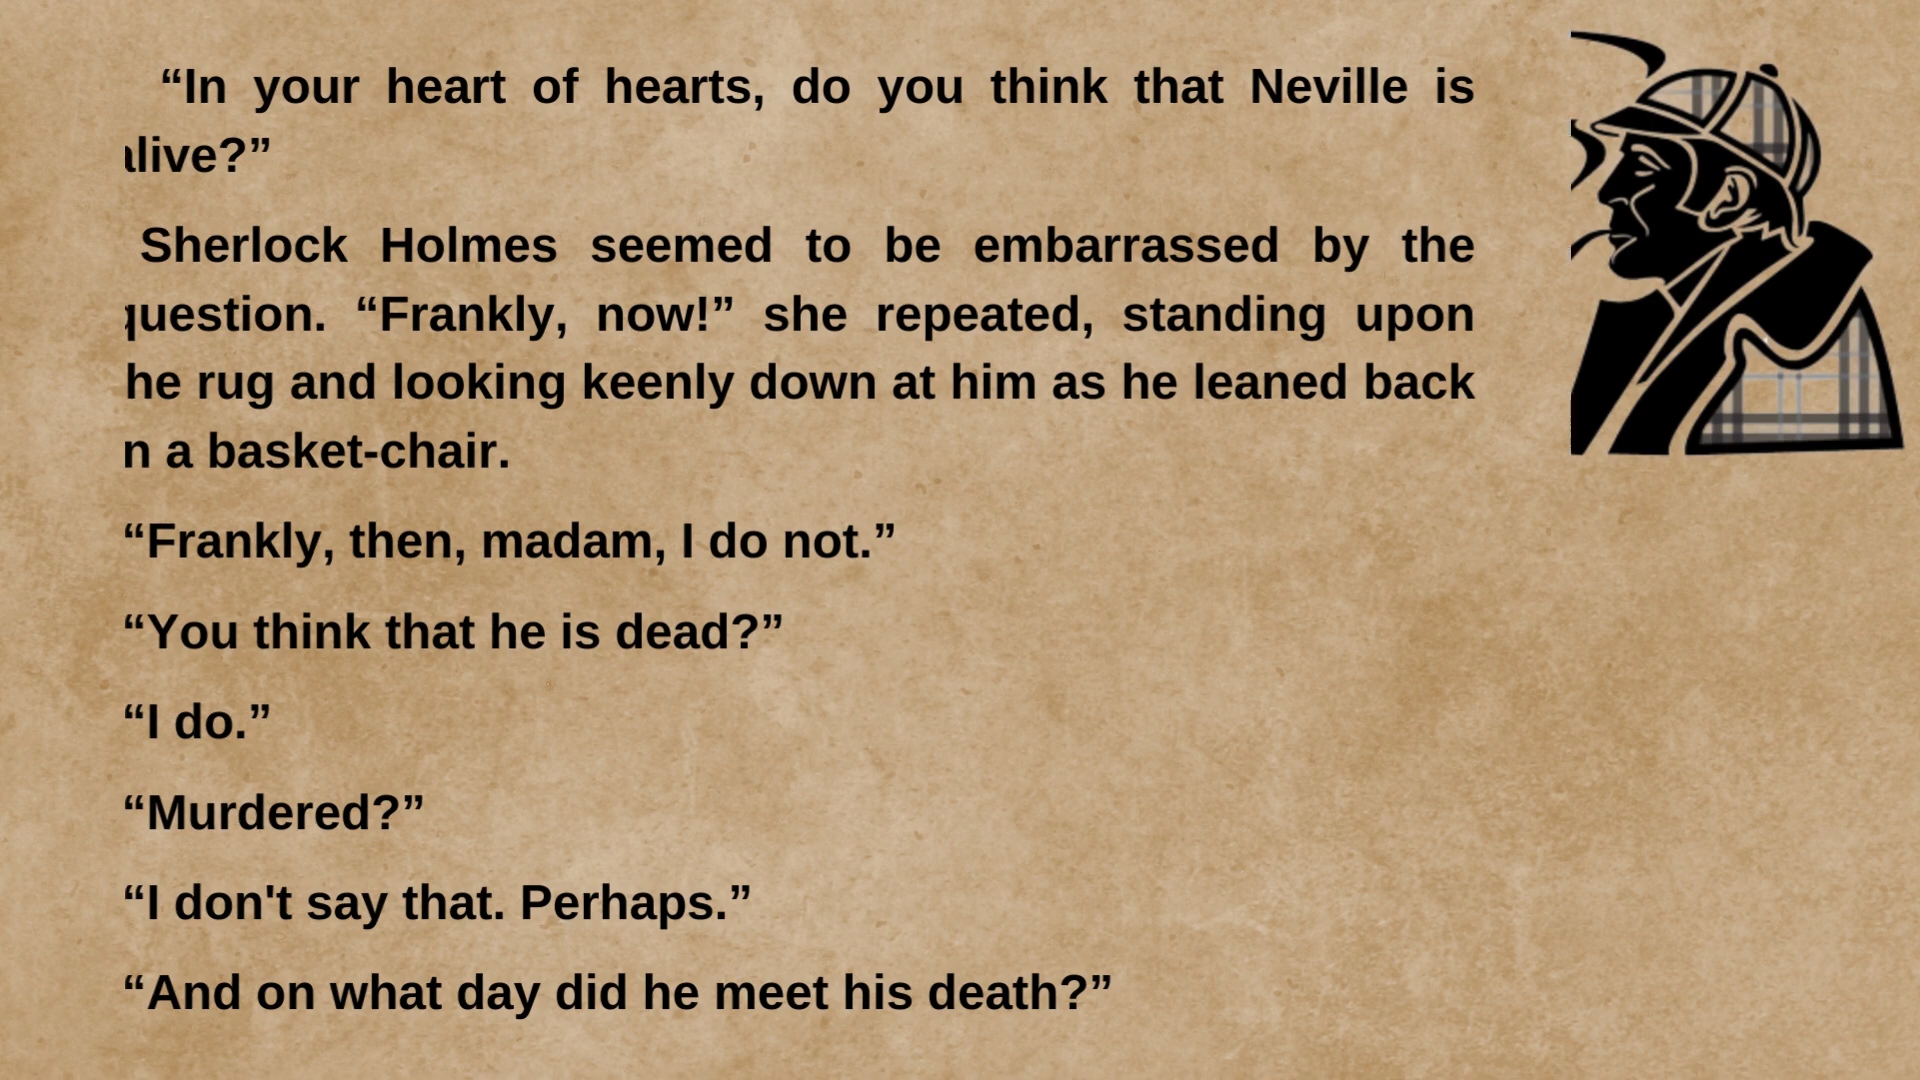 “In your heart of hearts, do you think that Neville is
alive?”
Sherlock Holmes seemed to be embarrassed by the
question. “Frankly, now!” she repeated, standing upon
he rug and looking keenly down at him as he leaned back
n a basket-chair.
“Frankly, then, madam, I do not.”
“You think that he is dead?”
“I do.”
“Murdered?”
“I don't say that. Perhaps.”
“And on what day did he meet his death?”